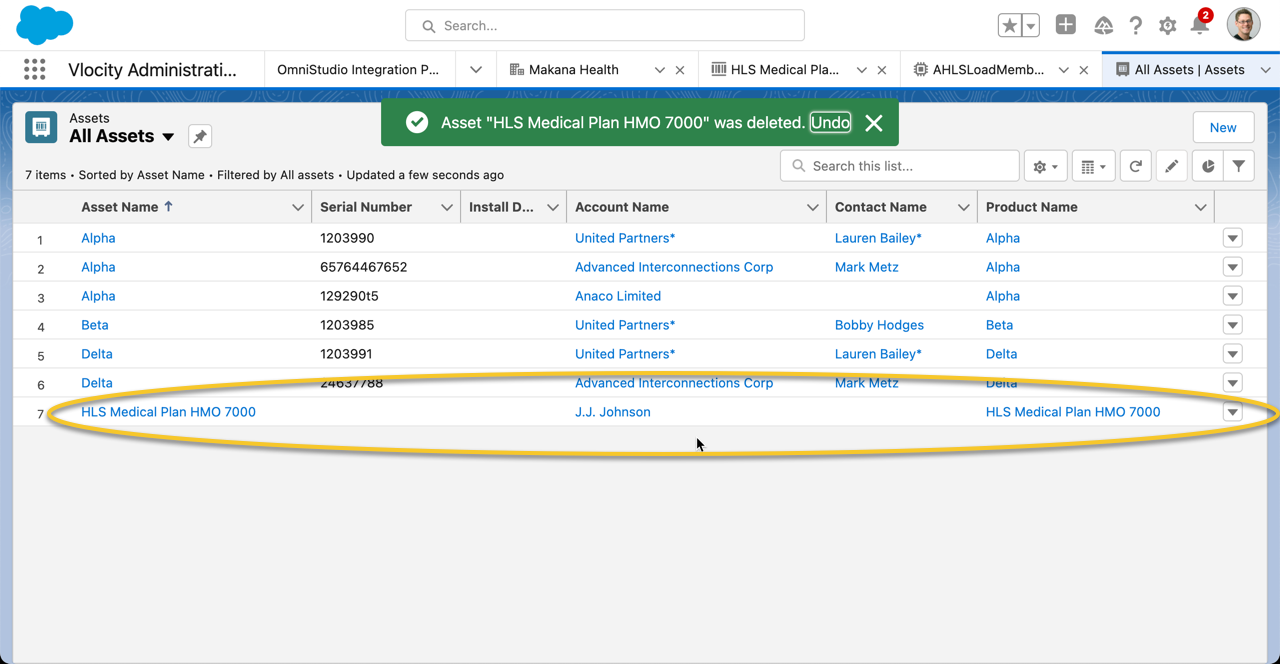 Search...
2
Vlocity Administrati...
OmniStudio Integration P...
Makana Health
HLS Medical Pla...
AHLSLoadMemb...
All Assets | Assets
Assets
All Assets
Asset "HLS Medical Plan HMO 7000" was deleted. Undo
New
7 items • Sorted by Asset Name • Filtered by All assets • Updated a few seconds ago
Search this list...
Asset Name Serial Number Install D... Account Name Contact Name Product Name
1 Alpha 1203990 United Partners* Lauren Bailey* Alpha
2 Alpha 65764467652 Advanced Interconnections Corp Mark Metz Alpha
3 Alpha 129290t5 Anaco Limited Alpha
4 Beta 1203985 United Partners* Bobby Hodges Beta
5 Delta 1203991 United Partners* Lauren Bailey* Delta
6 Delta 24637788 Advanced Interconnections Corp Mark Metz Delta
7 HLS Medical Plan HMO 7000 J.J. Johnson HLS Medical Plan HMO 7000